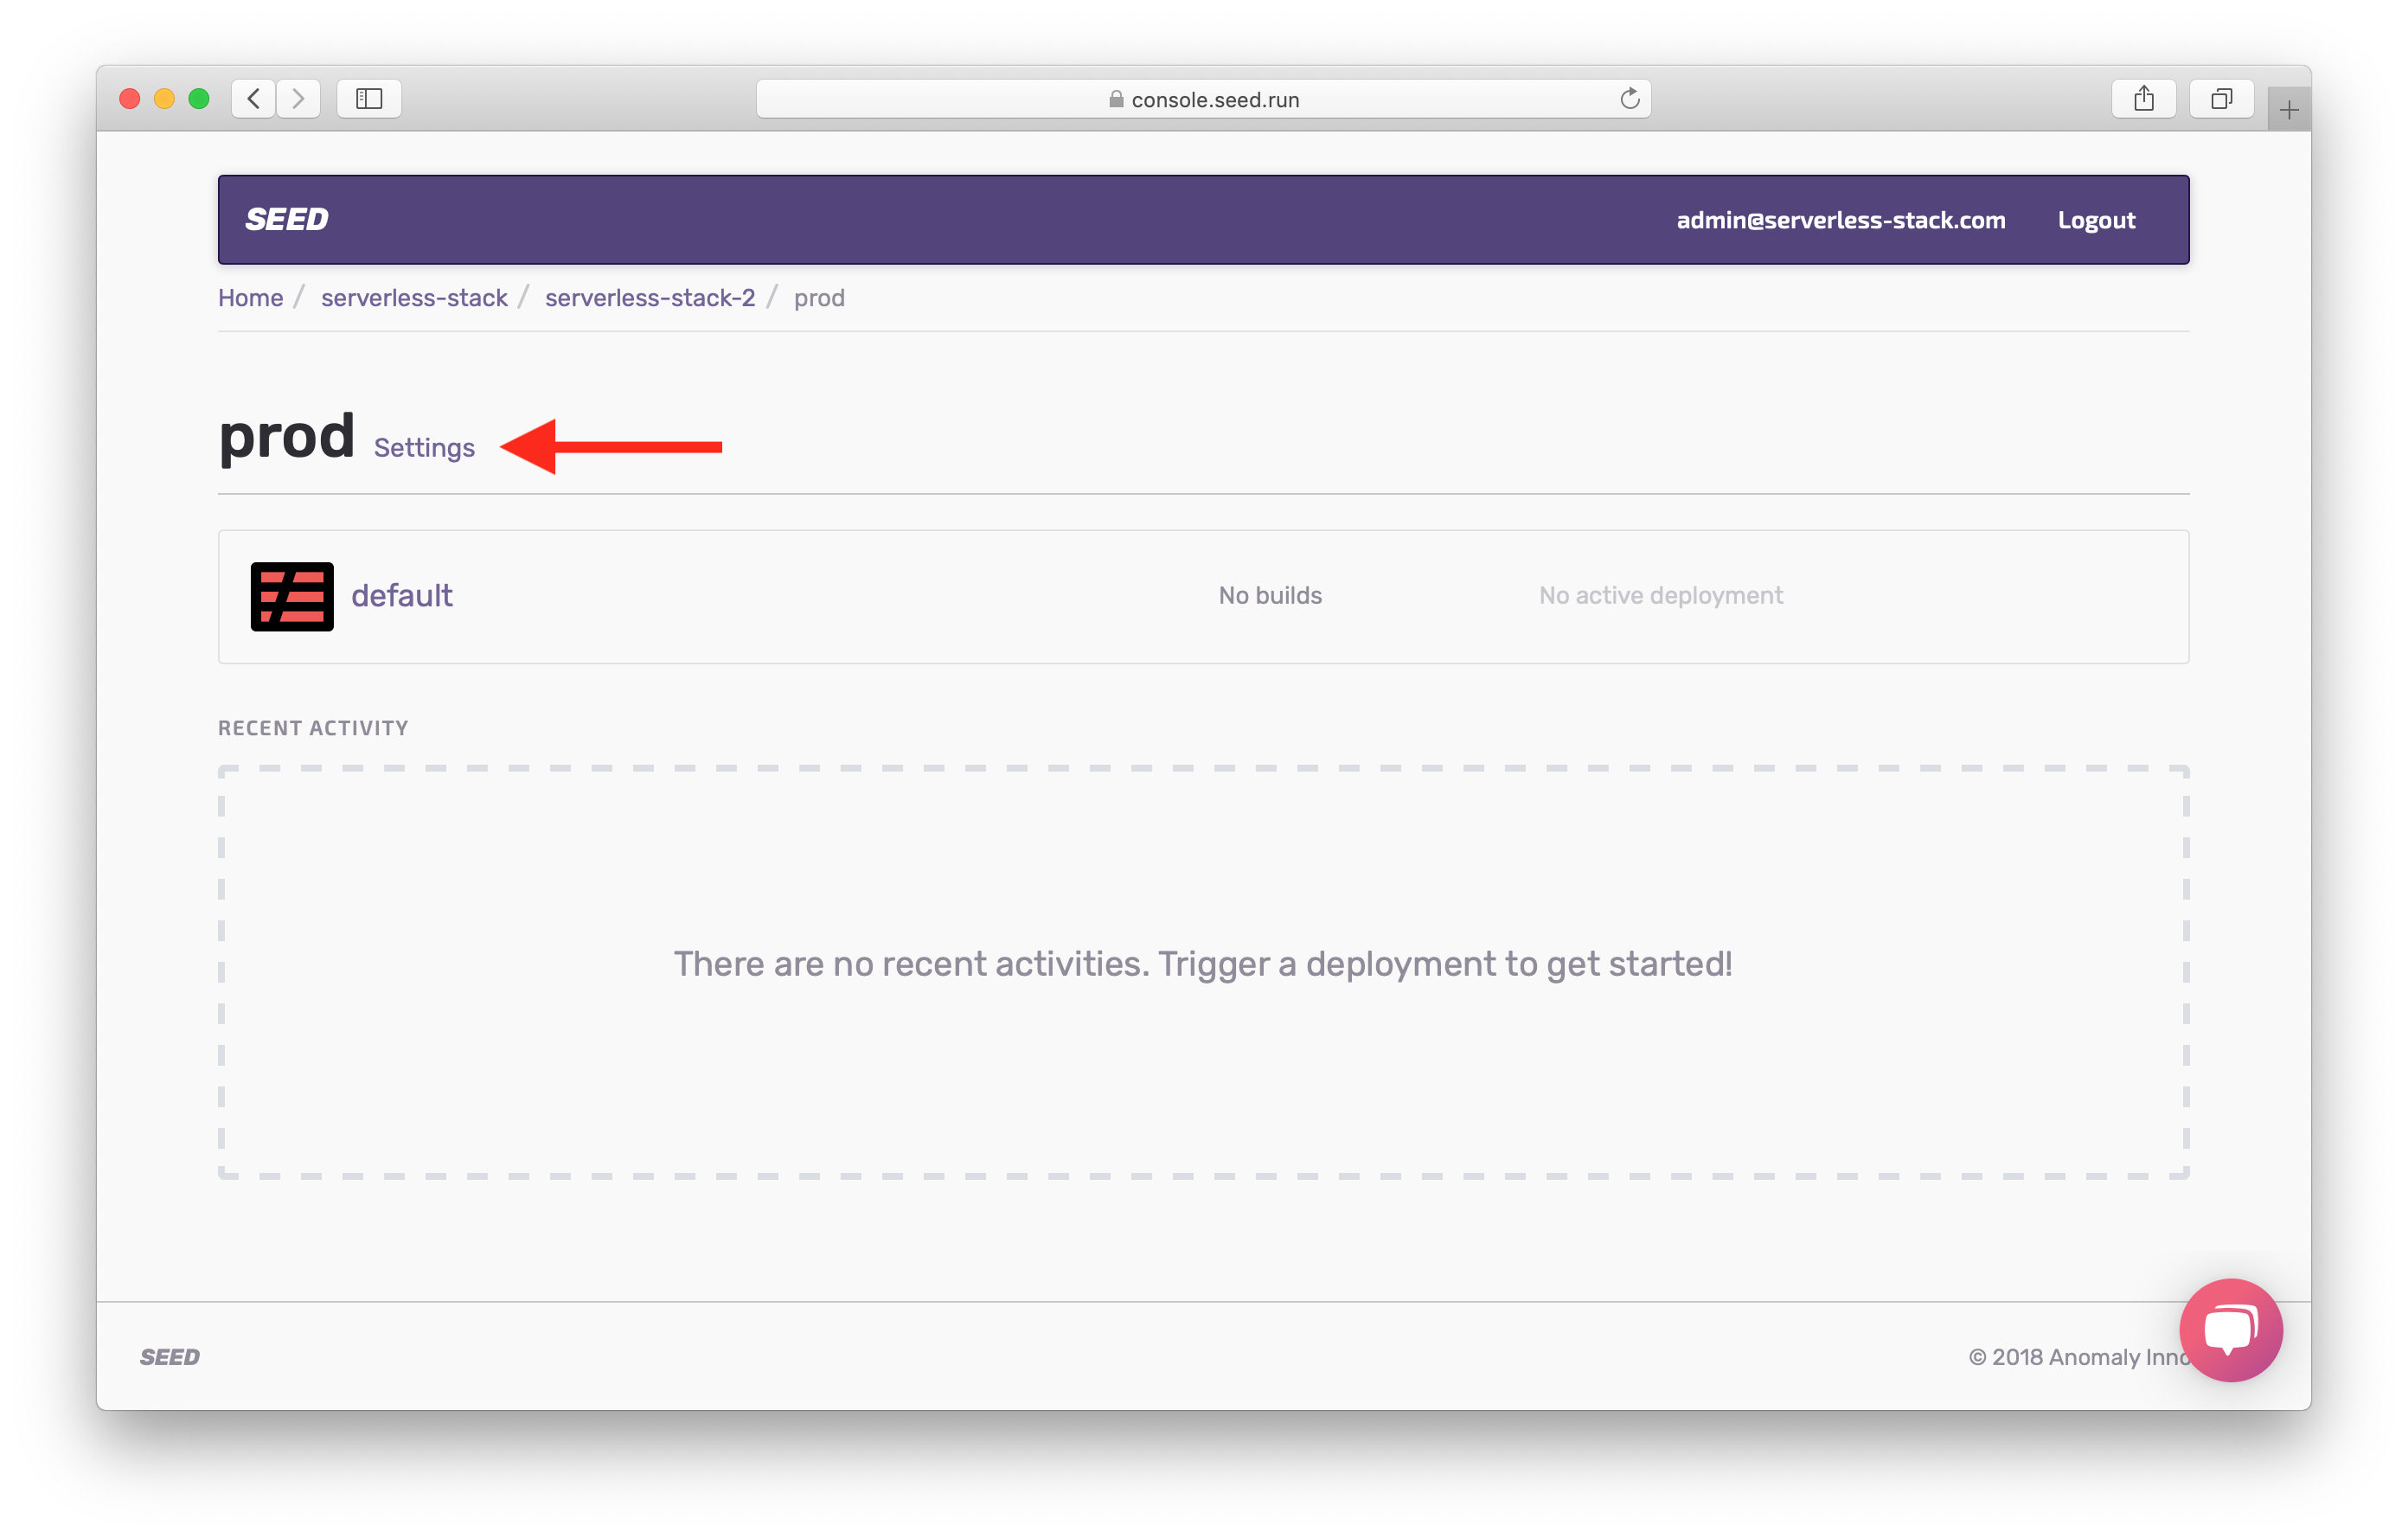 console.seed.run
SEED admin@serverless-stack.com Logout
Home / serverless-stack / serverless-stack-2 / prod
prod Settings
default No builds No active deployment
RECENT ACTIVITY
There are no recent activities. Trigger a deployment to get started!
SEED © 2018 Anomaly